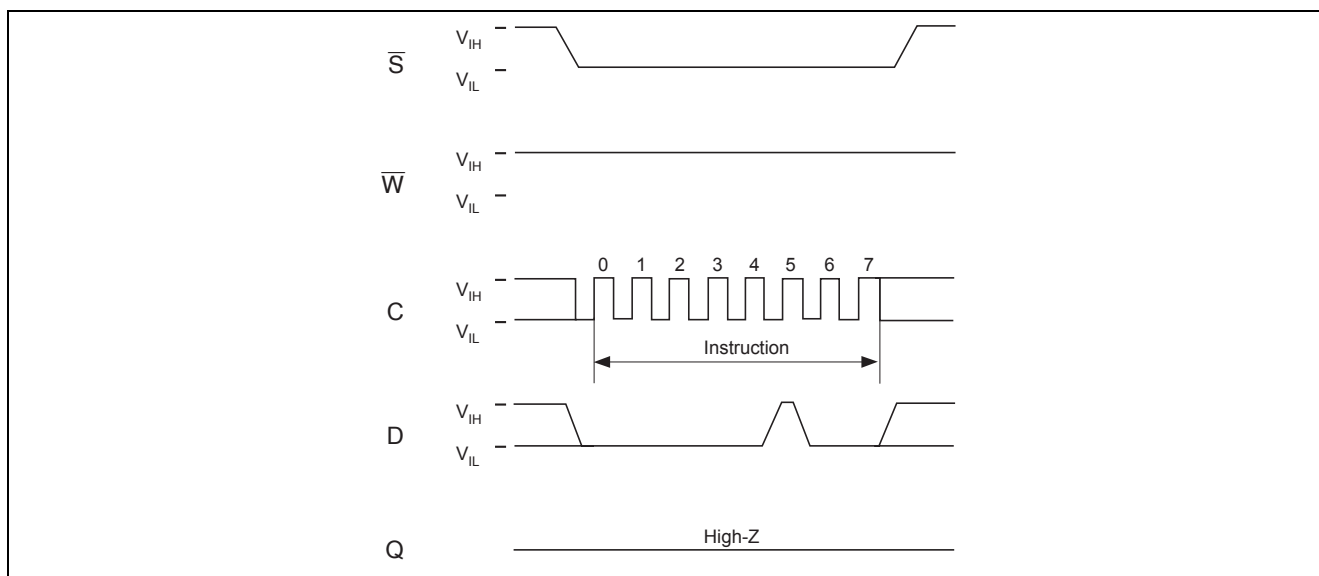 S̅
V_IH
V_IL
W̅
V_IH
V_IL
0 1 2 3 4 5 6 7
C
V_IH
V_IL
Instruction
D
V_IH
V_IL
Q
High-Z